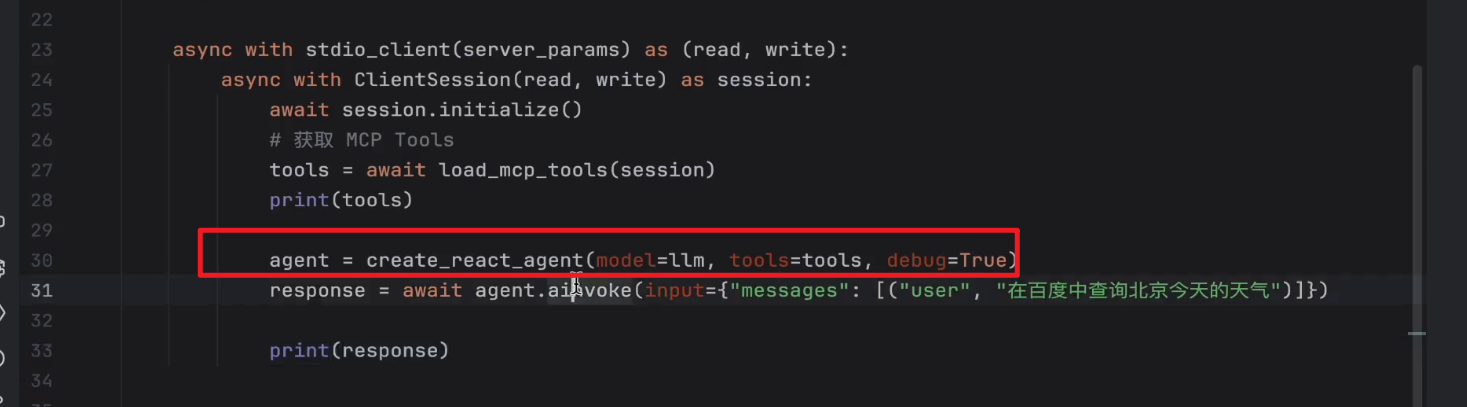 22
23 async with stdio_client(server_params) as (read, write):
24 async with ClientSession(read, write) as session:
25 await session.initialize()
26 # 获取 MCP Tools
27 tools = await load_mcp_tools(session)
28 print(tools)
29
30 agent = create_react_agent(model=llm, tools=tools, debug=True)
31 response = await agent.ainvoke(input={"messages": [("user", "在百度中查询北京今天的天气")]})
32
33 print(response)
34